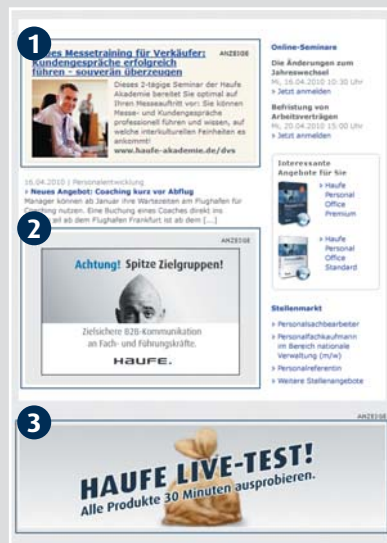 1
Neues Messetraining für Verkäufer:
Kundengespräche erfolgreich
führen - souverän überzeugen
ANZEIGE
Dieses 2-tägige Seminar der Haufe
Akademie bereitet Sie optimal auf
Ihren Messeauftritt vor: Sie können
Messe- und Kundengespräche
professionell führen und wissen, auf
welche interkulturellen Feinheiten es
ankommt!
www.haufe-akademie.de/dvs
16.04.2010 | Personalentwicklung
› Neues Angebot: Coaching kurz vor Abflug
Manager können ab Januar ihre Wartezeiten am Flughafen für
Coaching nutzen. Eine Buchung eines Coaches direkt ins
ab dem Flughafen Frankfurt ist ab dem [...]
2
ANZEIGE
Achtung! Spitze Zielgruppen!
Zielsichere B2B-Kommunikation
an Fach- und Führungskräfte.
HAUFE.
Online-Seminare
Die Änderungen zum
Jahreswechsel
Mi, 16.04.2010 10:30 Uhr
› Jetzt anmelden
Befristung von
Arbeitsverträgen
Mi, 20.04.2010 15:00 Uhr
› Jetzt anmelden
Interessante
Angebote für Sie
› Haufe
Personal
Office
Premium
› Haufe
Personal
Office
Standard
Stellenmarkt
› Personalsachbearbeiter
› Personalfachkaufmann
im Bereich nationale
Verwaltung (m/w)
› Personalreferentin
› Weitere Stellenangebote
3
ANZEIGE
HAUFE LIVE-TEST!
Alle Produkte 30 Minuten ausprobieren.